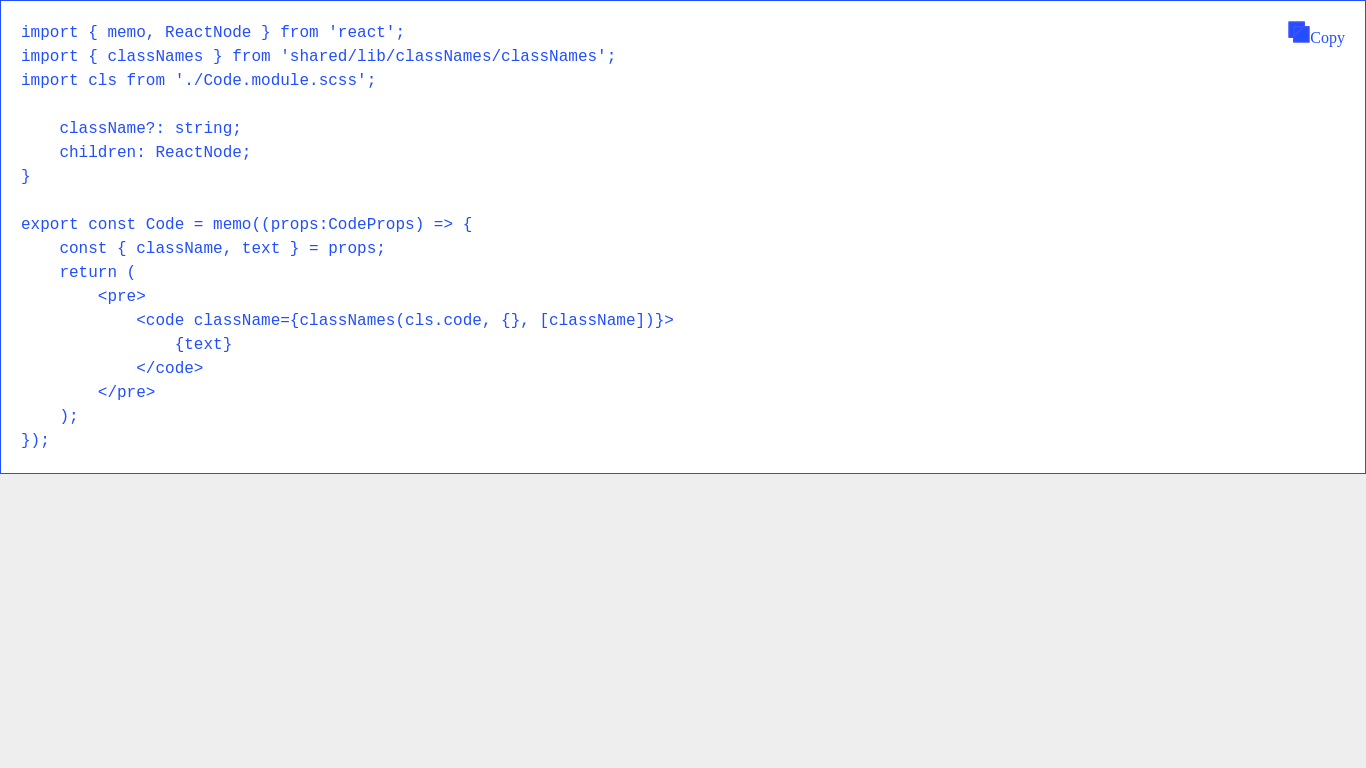 import { memo, ReactNode } from 'react';
import { classNames } from 'shared/lib/classNames/classNames';
import cls from './Code.module.scss';
    className?: string;
    children: ReactNode;
}
export const Code = memo((props:CodeProps) => {
    const { className, text } = props;
    return (
        <pre>
            <code className={classNames(cls.code, {}, [className])}>
                {text}
            </code>
        </pre>
    );
});
Copy